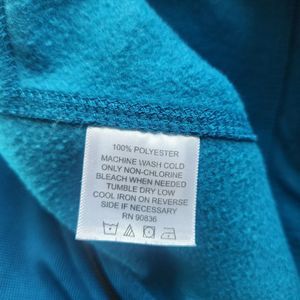 100% POLYESTER
MACHINE WASH COLD
ONLY NON-CHLORINE
BLEACH WHEN NEEDED
TUMBLE DRY LOW
COOL IRON ON REVERSE
SIDE IF NECESSARY
RN 90836